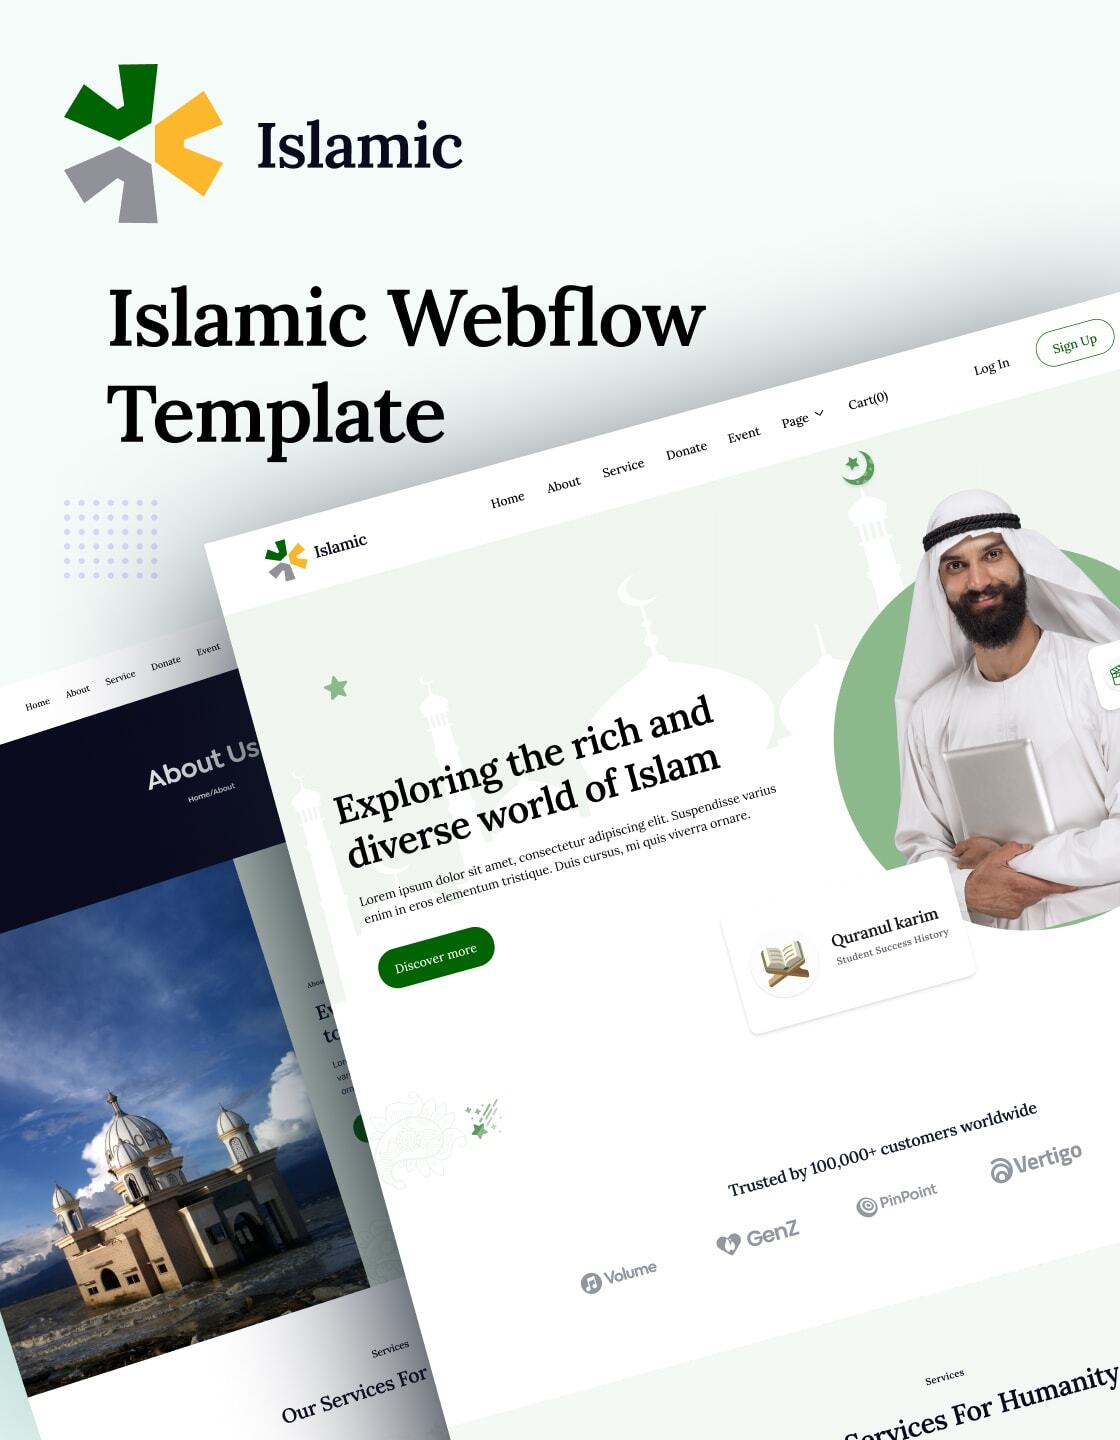 Islamic
Islamic Webflow
Template
Home About Service Donate Event Page Cart(0) Log In Sign Up
Islamic
Exploring the rich and
diverse world of Islam
Lorem ipsum dolor sit amet, consectetur adipiscing elit. Suspendisse varius
enim in eros elementum tristique. Duis cursus, mi quis viverra ornare.
Discover more
Quranul karim
Student Success History
Trusted by 100,000+ customers worldwide
Volume GenZ PinPoint Vertigo
Services
Services For Humanity
Home About Service Donate Event
About Us
Home/About
Services
Our Services For